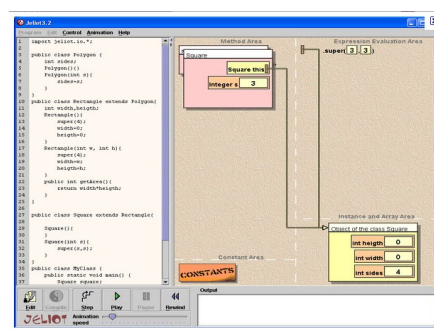 Jeliot 3.2
Program Edit Control Animation Help
1 import jeliot.io.*;
2
3 public class Polygon {
4 int sides;
5 Polygon(){}
6 Polygon(int s){
7 sides=s;
8 }
9 }
10 public class Rectangle extends Polygon{
11 int width,heigth;
12 Rectangle(){
13 super(4);
14 width=0;
15 heigth=0;
16 }
17 Rectangle(int w, int h){
18 super(4);
19 width=w;
20 heigth=h;
21 }
22 public int getArea(){
23 return width*heigth;
24 }
25 }
26
27 public class Square extends Rectangle{
28
29 Square(){
30 }
31 Square(int s){
32 super(s,s);
33 }
34 }
35 public class MyClass {
36 public static void main() {
37 Square square;
Method Area
Square
Square this
Integer s 3
Expression Evaluation Area
.super( 3 , 3 )
Constant Area
CONSTANTS
Instance and Array Area
Object of the class Square
int heigth 0
int width 0
int sides 4
Edit Compile Step Play Pause Rewind
JELIOT Animation speed
Output